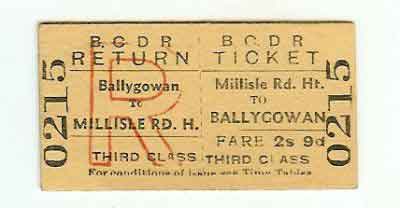 0215
B. C. D. R
RETURN
Ballygowan
TO
MILLISLE RD. H.
THIRD CLASS
R
B C D R
TICKET
Millisle Rd. Ht.
TO
BALLYGOWAN
FARE 2s 9d
THIRD CLASS
For conditions of issue see Time Tables
0215